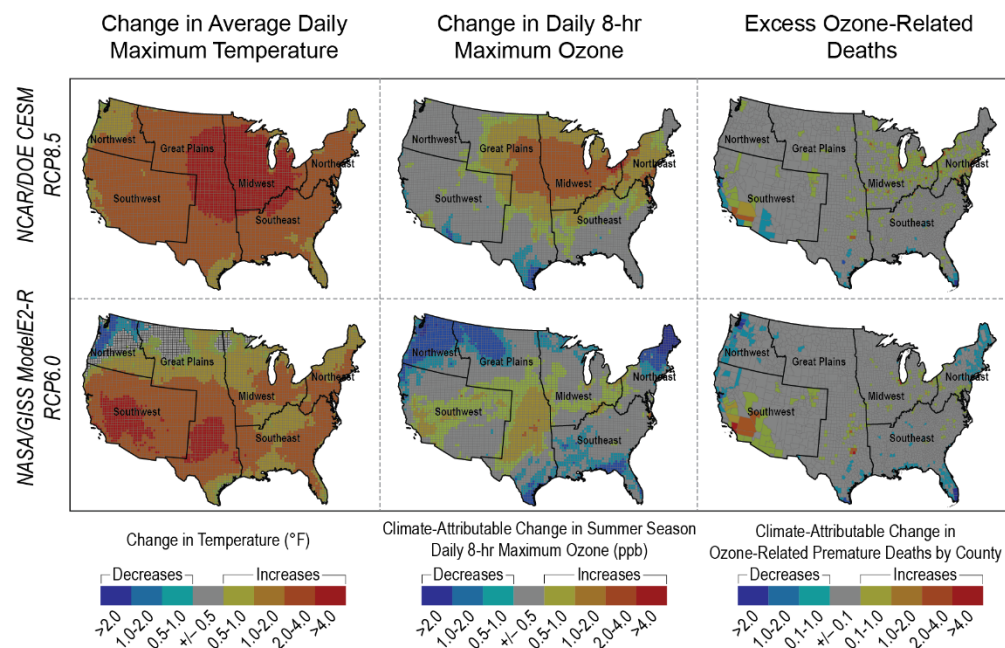 Change in Average Daily
Maximum Temperature
Change in Daily 8-hr
Maximum Ozone
Excess Ozone-Related
Deaths
NCAR/DOE CESM
RCP8.5
Northwest
Great Plains
Midwest
Northeast
Southwest
Southeast
Northwest
Great Plains
Midwest
Northeast
Southwest
Southeast
Northwest
Great Plains
Midwest
Northeast
Southwest
Southeast
NASA/GISS ModelE2-R
RCP6.0
Northwest
Great Plains
Midwest
Northeast
Southwest
Southeast
Northwest
Great Plains
Midwest
Northeast
Southwest
Southeast
Northwest
Great Plains
Midwest
Northeast
Southwest
Southeast
Change in Temperature (°F)
Decreases
Increases
>2.0
1.0-2.0
0.5-1.0
+/– 0.5
0.5-1.0
1.0-2.0
2.0-4.0
>4.0
Climate-Attributable Change in Summer Season
Daily 8-hr Maximum Ozone (ppb)
Decreases
Increases
>2.0
1.0-2.0
0.5-1.0
+/– 0.5
0.5-1.0
1.0-2.0
2.0-4.0
>4.0
Climate-Attributable Change in
Ozone-Related Premature Deaths by County
Decreases
Increases
>2.0
1.0-2.0
0.1-1.0
+/– 0.1
0.1-1.0
1.0-2.0
2.0-4.0
>4.0